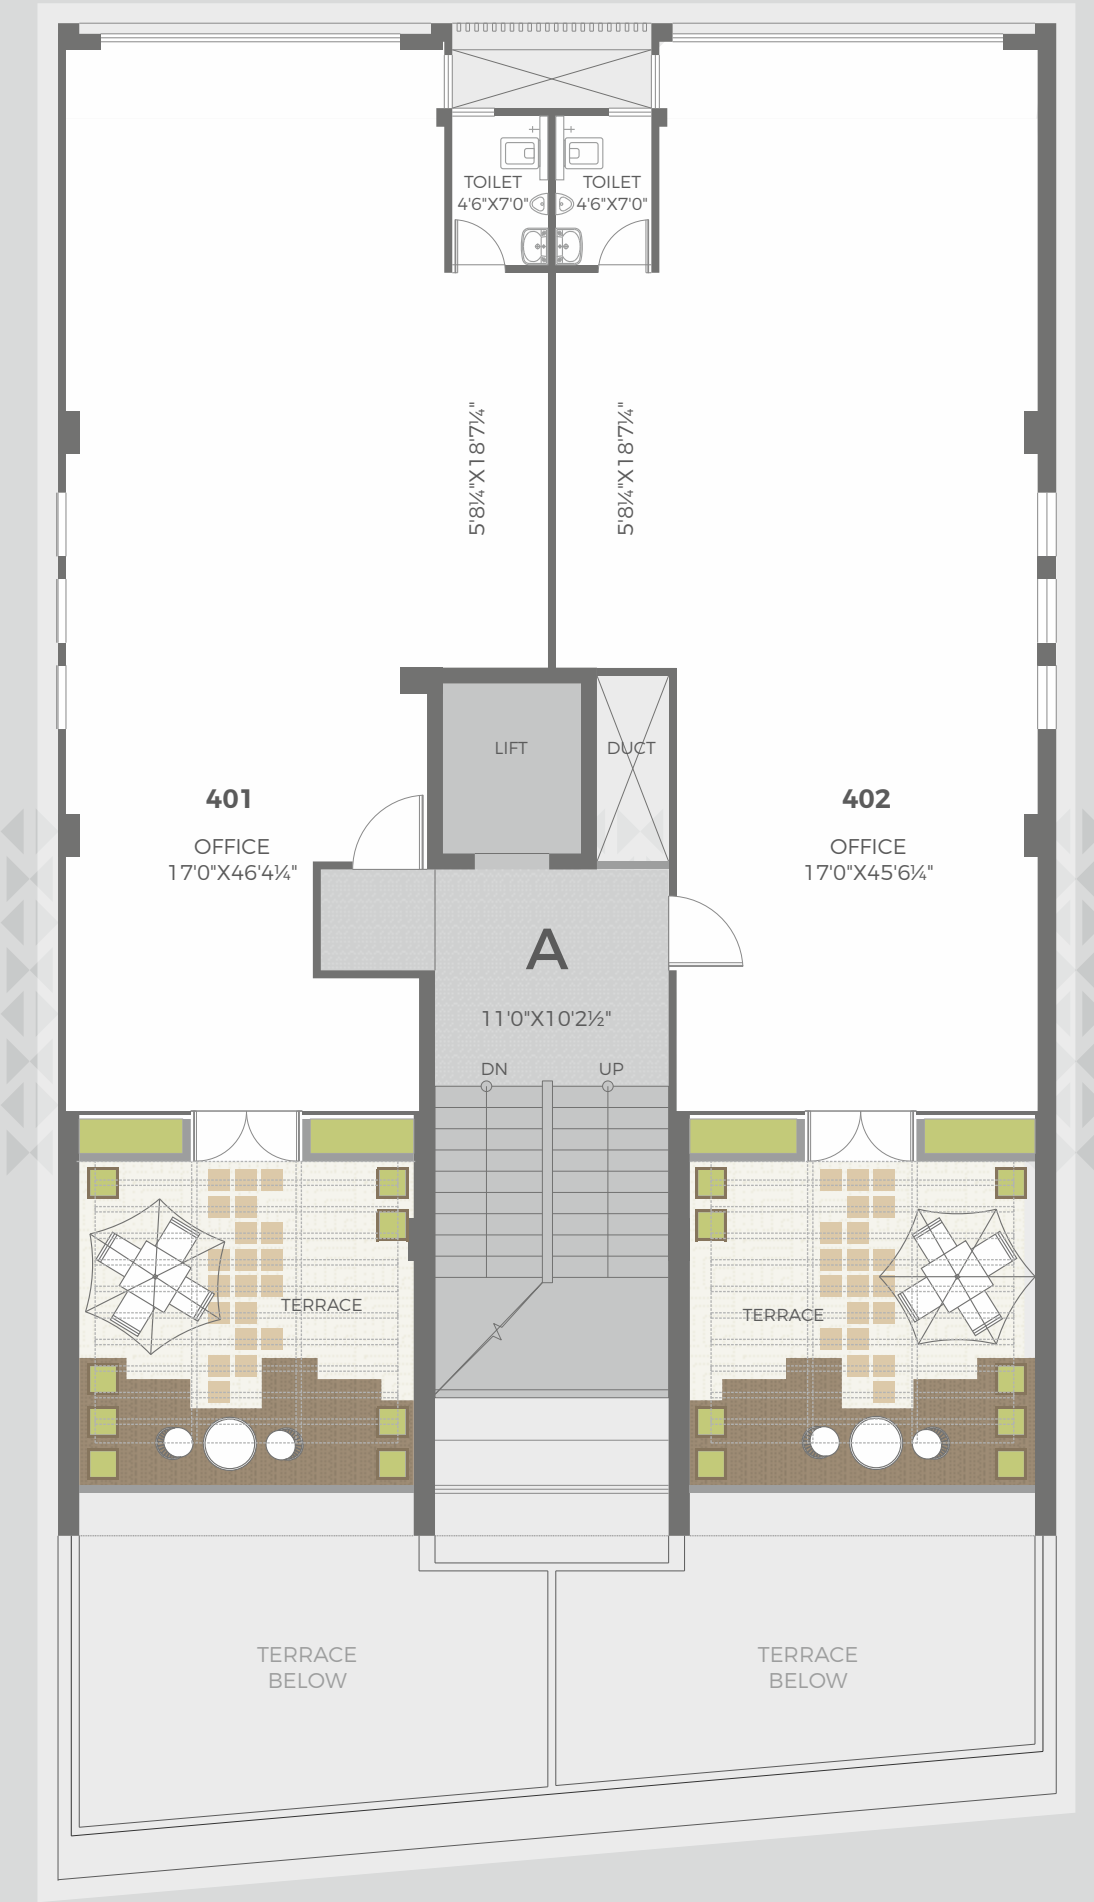 TOILET
4'6"X7'0"
TOILET
4'6"X7'0"
5'8¼"X18'7¼"
5'8¼"X18'7¼"
LIFT
DUCT
401
OFFICE
17'0"X46'4¼"
402
OFFICE
17'0"X45'6¼"
A
11'0"X10'2½"
DN
UP
TERRACE
TERRACE
TERRACE
BELOW
TERRACE
BELOW